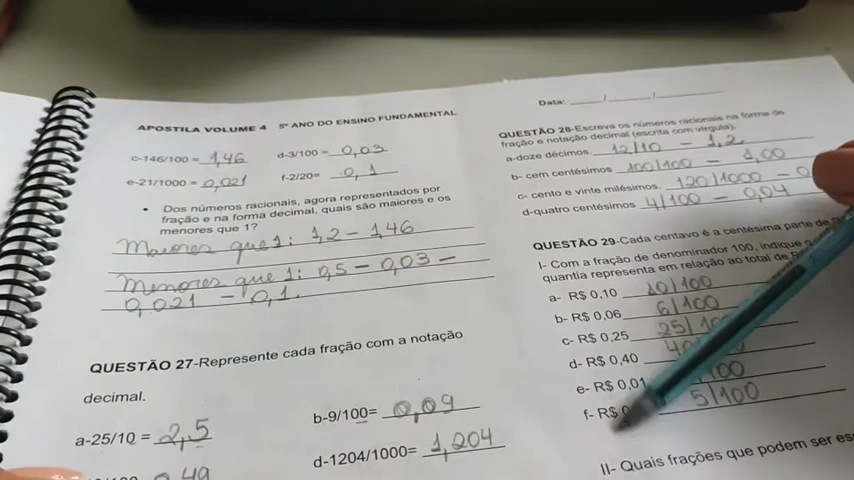 APOSTILA VOLUME 4 5º ANO DO ENSINO FUNDAMENTAL
c-146/100 = 1,46 d-3/100 = 0,03
e-21/1000 = 0,021 f-2/20= 0,1
• Dos números racionais, agora representados por
fração e na forma decimal, quais são maiores e os
menores que 1?
Maiores que 1: 1,2 - 1,46
Menores que 1: 0,5 - 0,03 -
0,021 - 0,1.
QUESTÃO 27-Represente cada fração com a notação
decimal.
a-25/10 = 2,5 b-9/100= 0,09
0,49 d-1204/1000= 1,204
Data: ____/____/____
QUESTÃO 28-Escreva os números racionais na forma de
fração e notação decimal (escrita com vírgula).
a-doze décimos. 12/10 - 1,2
b- cem centésimos 100/100 - 1,00
c- cento e vinte milésimos. 120/1000 -
d-quatro centésimos 4/100 - 0,04
QUESTÃO 29-Cada centavo é a centésima parte de
I- Com a fração de denominador 100, indique
quantia representa em relação ao total de
a- R$ 0,10 10/100
b- R$ 0,06 6/100
c- R$ 0,25 25/100
d- R$ 0,40
e- R$ 0,01 /100
f- R$ 5/100
II- Quais frações que podem ser